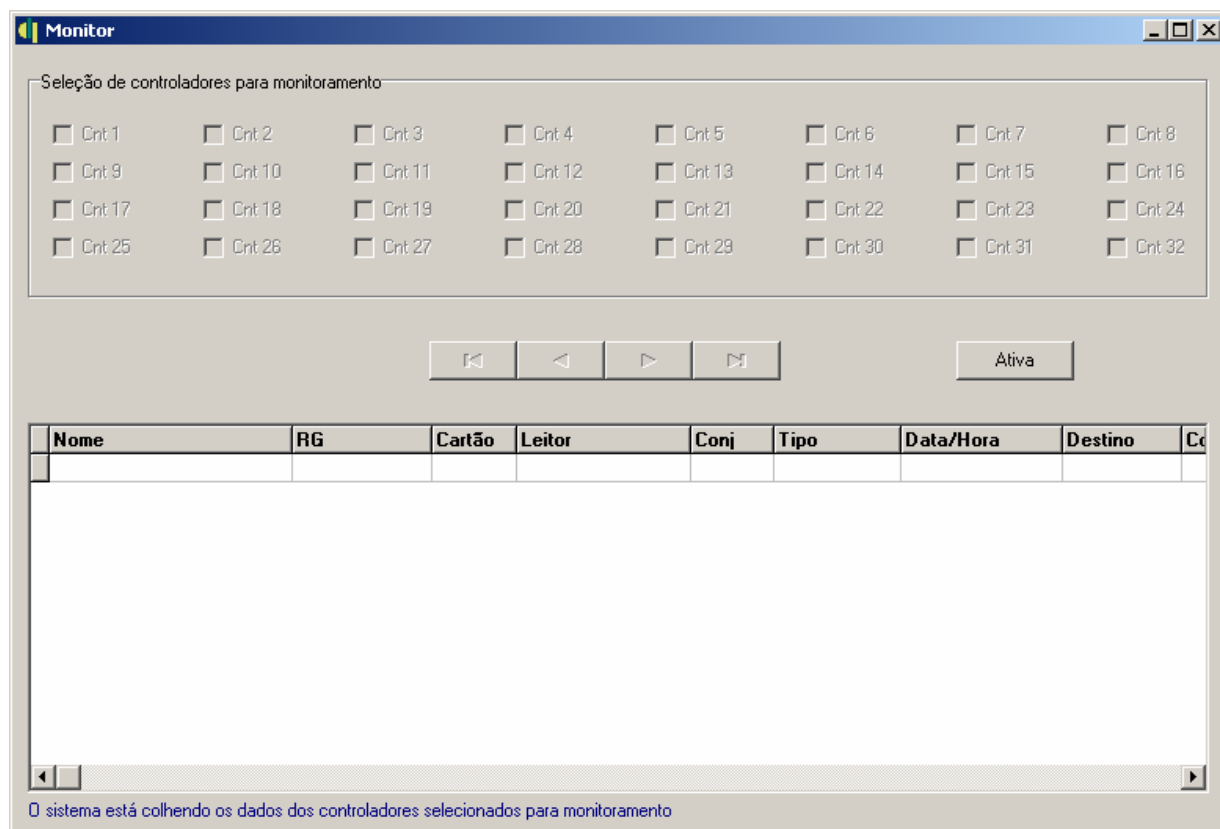 Monitor
Seleção de controladores para monitoramento
Cnt 1 Cnt 2 Cnt 3 Cnt 4 Cnt 5 Cnt 6 Cnt 7 Cnt 8
Cnt 9 Cnt 10 Cnt 11 Cnt 12 Cnt 13 Cnt 14 Cnt 15 Cnt 16
Cnt 17 Cnt 18 Cnt 19 Cnt 20 Cnt 21 Cnt 22 Cnt 23 Cnt 24
Cnt 25 Cnt 26 Cnt 27 Cnt 28 Cnt 29 Cnt 30 Cnt 31 Cnt 32
Ativa
Nome RG Cartão Leitor Conj Tipo Data/Hora Destino
O sistema está colhendo os dados dos controladores selecionados para monitoramento